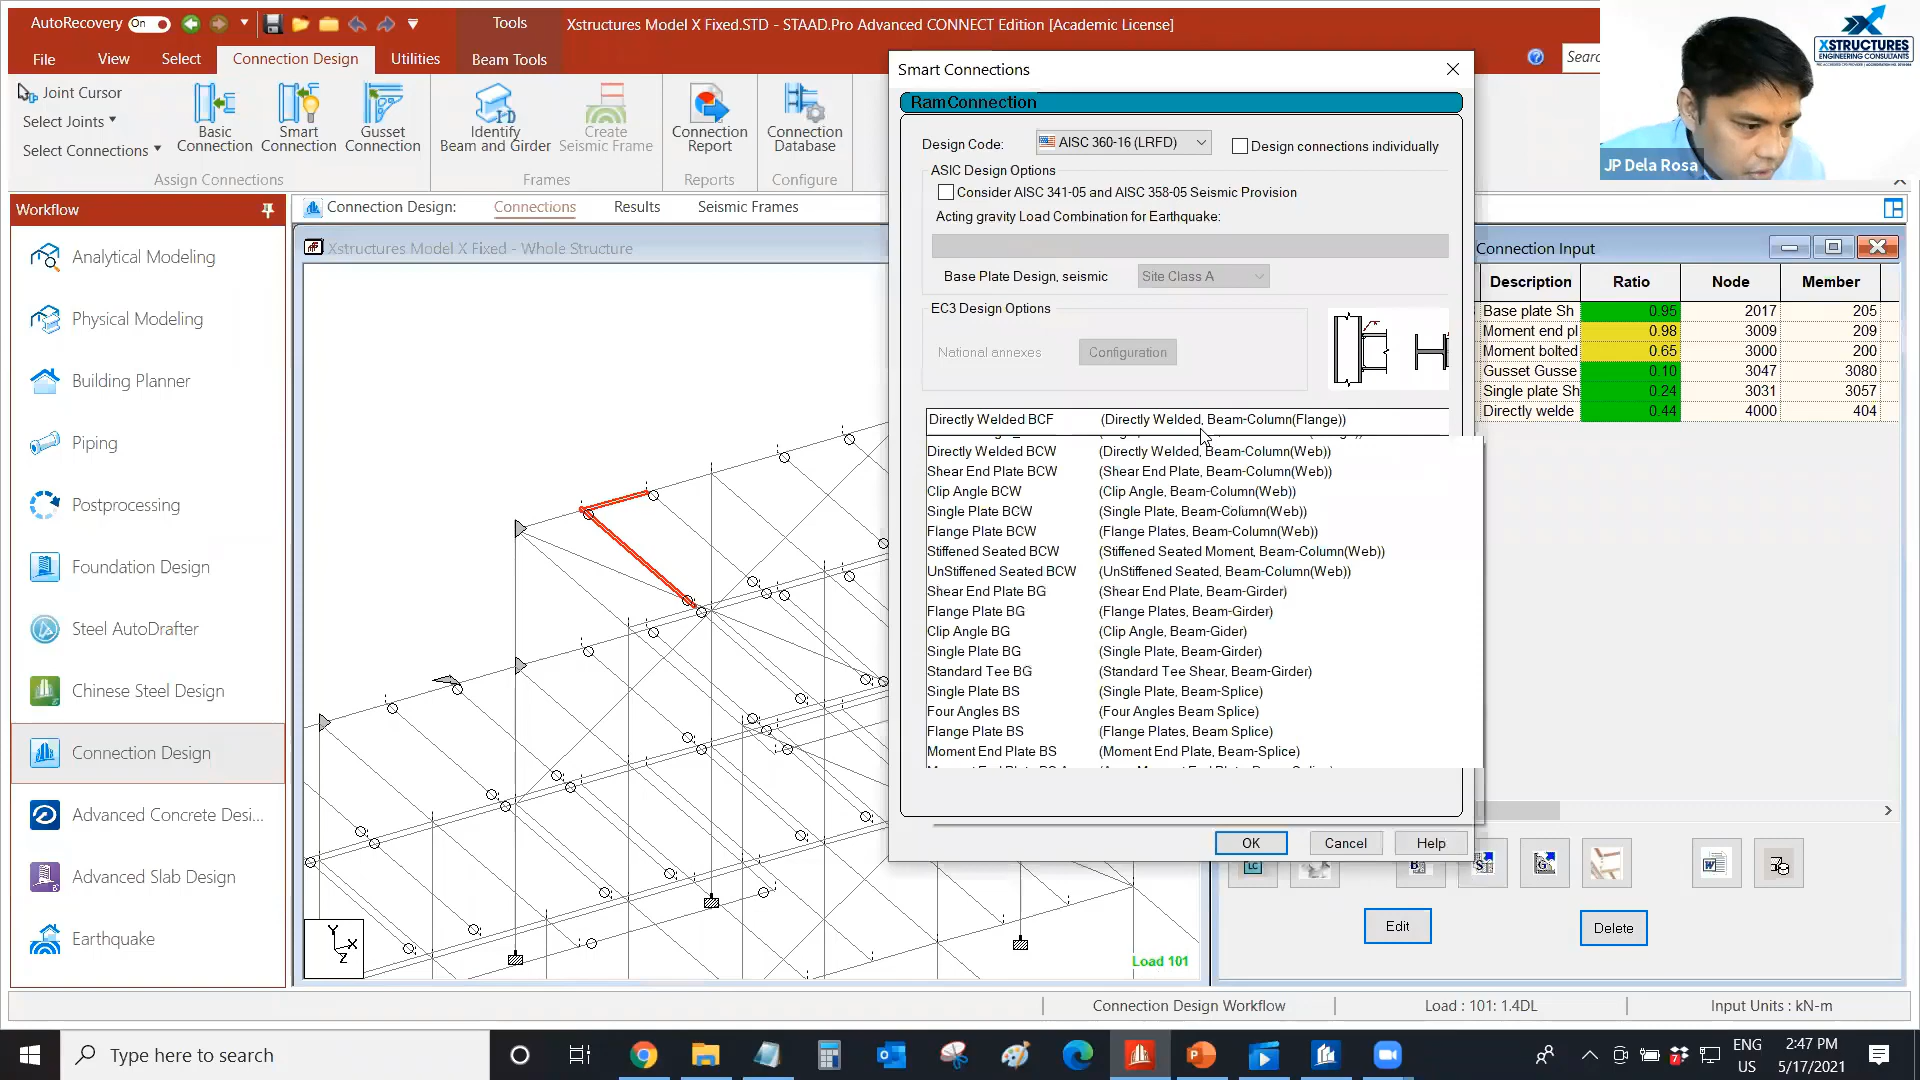 AutoRecovery On
Tools
Xstructures Model X Fixed.STD - STAAD.Pro Advanced CONNECT Edition [Academic License]
File
View
Select
Connection Design
Utilities
Beam Tools
Joint Cursor
Select Joints
Select Connections
Basic Connection
Smart Connection
Gusset Connection
Assign Connections
Identify Beam and Girder
Create Seismic Frame
Frames
Connection Report
Reports
Connection Database
Configure
XSTRUCTURES
ENGINEERING CONSULTANTS
JP Dela Rosa
Workflow
Analytical Modeling
Physical Modeling
Building Planner
Piping
Postprocessing
Foundation Design
Steel AutoDrafter
Chinese Steel Design
Connection Design
Advanced Concrete Desi...
Advanced Slab Design
Earthquake
Connection Design:
Connections
Results
Seismic Frames
Xstructures Model X Fixed - Whole Structure
Y
X
Z
Load 101
Smart Connections
RamConnection
Design Code:
AISC 360-16 (LRFD)
Design connections individually
ASIC Design Options
Consider AISC 341-05 and AISC 358-05 Seismic Provision
Acting gravity Load Combination for Earthquake:
Base Plate Design, seismic
Site Class A
EC3 Design Options
National annexes
Configuration
Directly Welded BCF (Directly Welded, Beam-Column(Flange))
Directly Welded BCW (Directly Welded, Beam-Column(Web))
Shear End Plate BCW (Shear End Plate, Beam-Column(Web))
Clip Angle BCW (Clip Angle, Beam-Column(Web))
Single Plate BCW (Single Plate, Beam-Column(Web))
Flange Plate BCW (Flange Plates, Beam-Column(Web))
Stiffened Seated BCW (Stiffened Seated Moment, Beam-Column(Web))
UnStiffened Seated BCW (UnStiffened Seated, Beam-Column(Web))
Shear End Plate BG (Shear End Plate, Beam-Girder)
Flange Plate BG (Flange Plates, Beam-Girder)
Clip Angle BG (Clip Angle, Beam-Gider)
Single Plate BG (Single Plate, Beam-Girder)
Standard Tee BG (Standard Tee Shear, Beam-Girder)
Single Plate BS (Single Plate, Beam-Splice)
Four Angles BS (Four Angles Beam Splice)
Flange Plate BS (Flange Plates, Beam Splice)
Moment End Plate BS (Moment End Plate, Beam-Splice)
OK
Cancel
Help
Connection Input
Description Ratio Node Member
Base plate Sh 0.95 2017 205
Moment end pl 0.98 3009 209
Moment bolted 0.65 3000 200
Gusset Gusse 0.10 3047 3080
Single plate Sh 0.24 3031 3057
Directly welde 0.44 4000 404
LC
Edit
Delete
Connection Design Workflow
Load : 101: 1.4DL
Input Units : kN-m
Type here to search
ENG
US
2:47 PM
5/17/2021